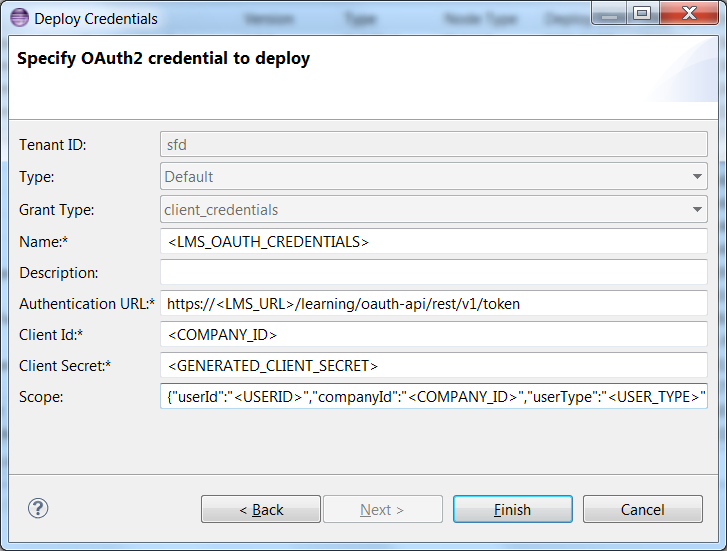 Deploy Credentials
Version Type Node Type Deploy
Specify OAuth2 credential to deploy
Tenant ID: sfd
Type: Default
Grant Type: client_credentials
Name:* <LMS_OAUTH_CREDENTIALS>
Description:
Authentication URL:* https://<LMS_URL>/learning/oauth-api/rest/v1/token
Client Id:* <COMPANY_ID>
Client Secret:* <GENERATED_CLIENT_SECRET>
Scope: {"userId":"<USERID>","companyId":"<COMPANY_ID>","userType":"<USER_TYPE>"
? < Back Next > Finish Cancel